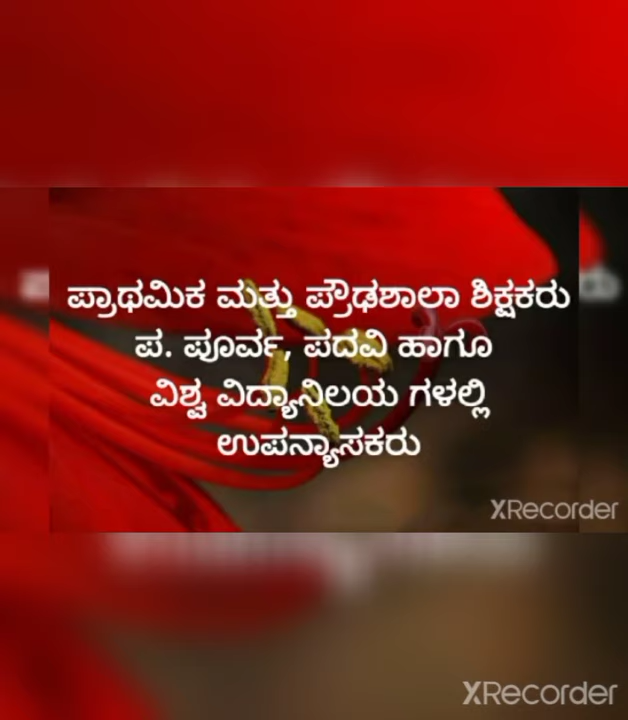 ಪ್ರಾಥಮಿಕ ಮತ್ತು ಪ್ರೌಢಶಾಲಾ ಶಿಕ್ಷಕರು
ಪ. ಪೂರ್ವ, ಪದವಿ ಹಾಗೂ
ವಿಶ್ವ ವಿದ್ಯಾನಿಲಯ ಗಳಲ್ಲಿ
ಉಪನ್ಯಾಸಕರು
XRecorder
XRecorder